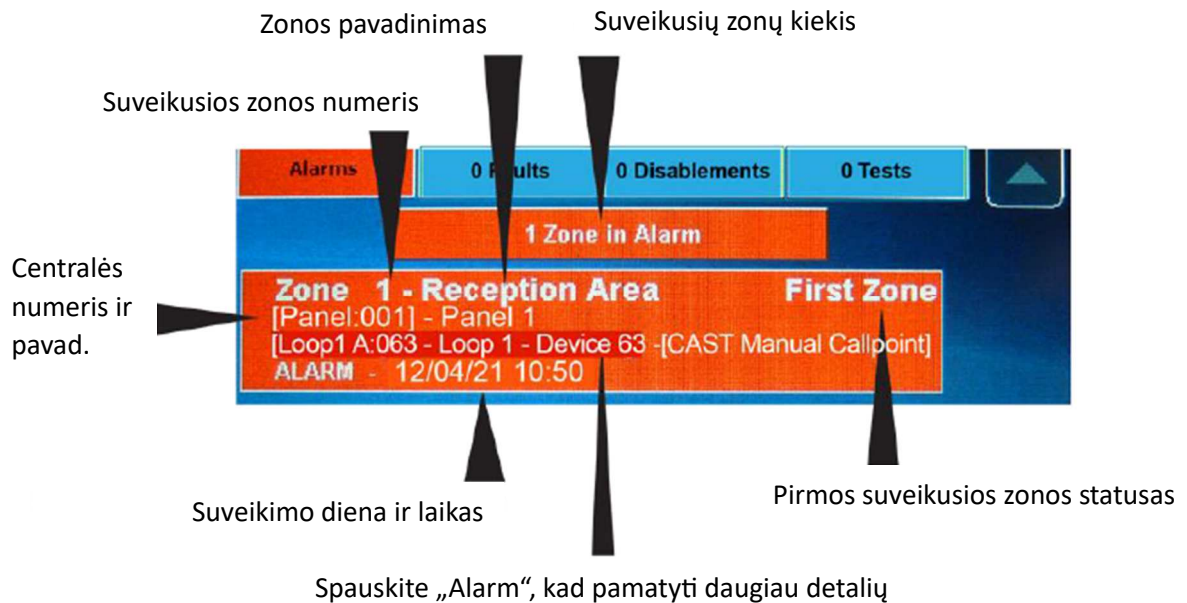 Zonos pavadinimas
Suveikusių zonų kiekis
Suveikusios zonos numeris
Alarms
0 F ults
0 Disablements
0 Tests
1 Zone in Alarm
Centralės
numeris ir
pavad.
Zone 1 - Reception Area First Zone
[Panel:001] - Panel 1
[Loop1 A:063 - Loop 1 - Device 63 -[CAST Manual Callpoint]
ALARM - 12/04/21 10:50
Suveikimo diena ir laikas
Pirmos suveikusios zonos statusas
Spauskite „Alarm“, kad pamatyti daugiau detalių